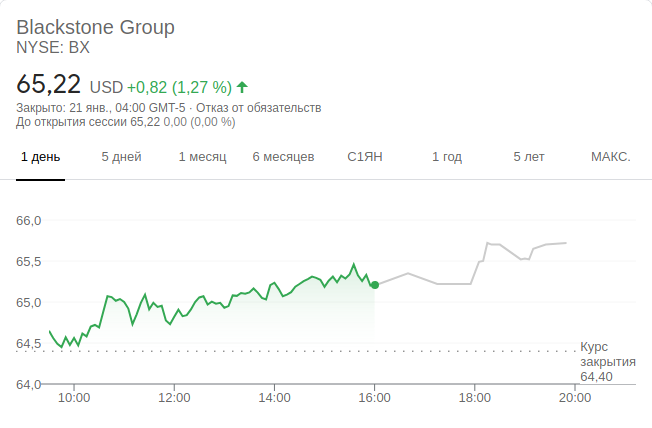 Blackstone Group
NYSE: BX
65,22 USD +0,82 (1,27 %)
Закрыто: 21 янв., 04:00 GMT-5 · Отказ от обязательств
До открытия сессии 65,22 0,00 (0,00 %)
1 день 5 дней 1 месяц 6 месяцев С1ЯН 1 год 5 лет МАКС.
66,0
65,5
65,0
64,5
64,0
Курс
закрытия
64,40
10:00 12:00 14:00 16:00 18:00 20:00